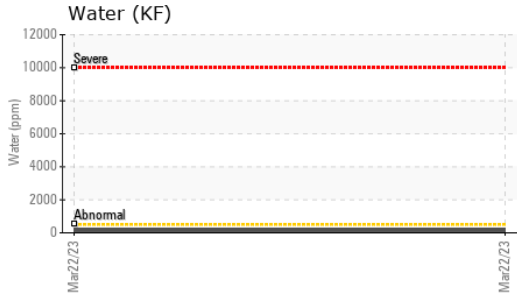 Water (KF)
12000
Severe
10000
8000
Water (ppm)
6000
4000
2000
Abnormal
0
Mar22/23
Mar22/23